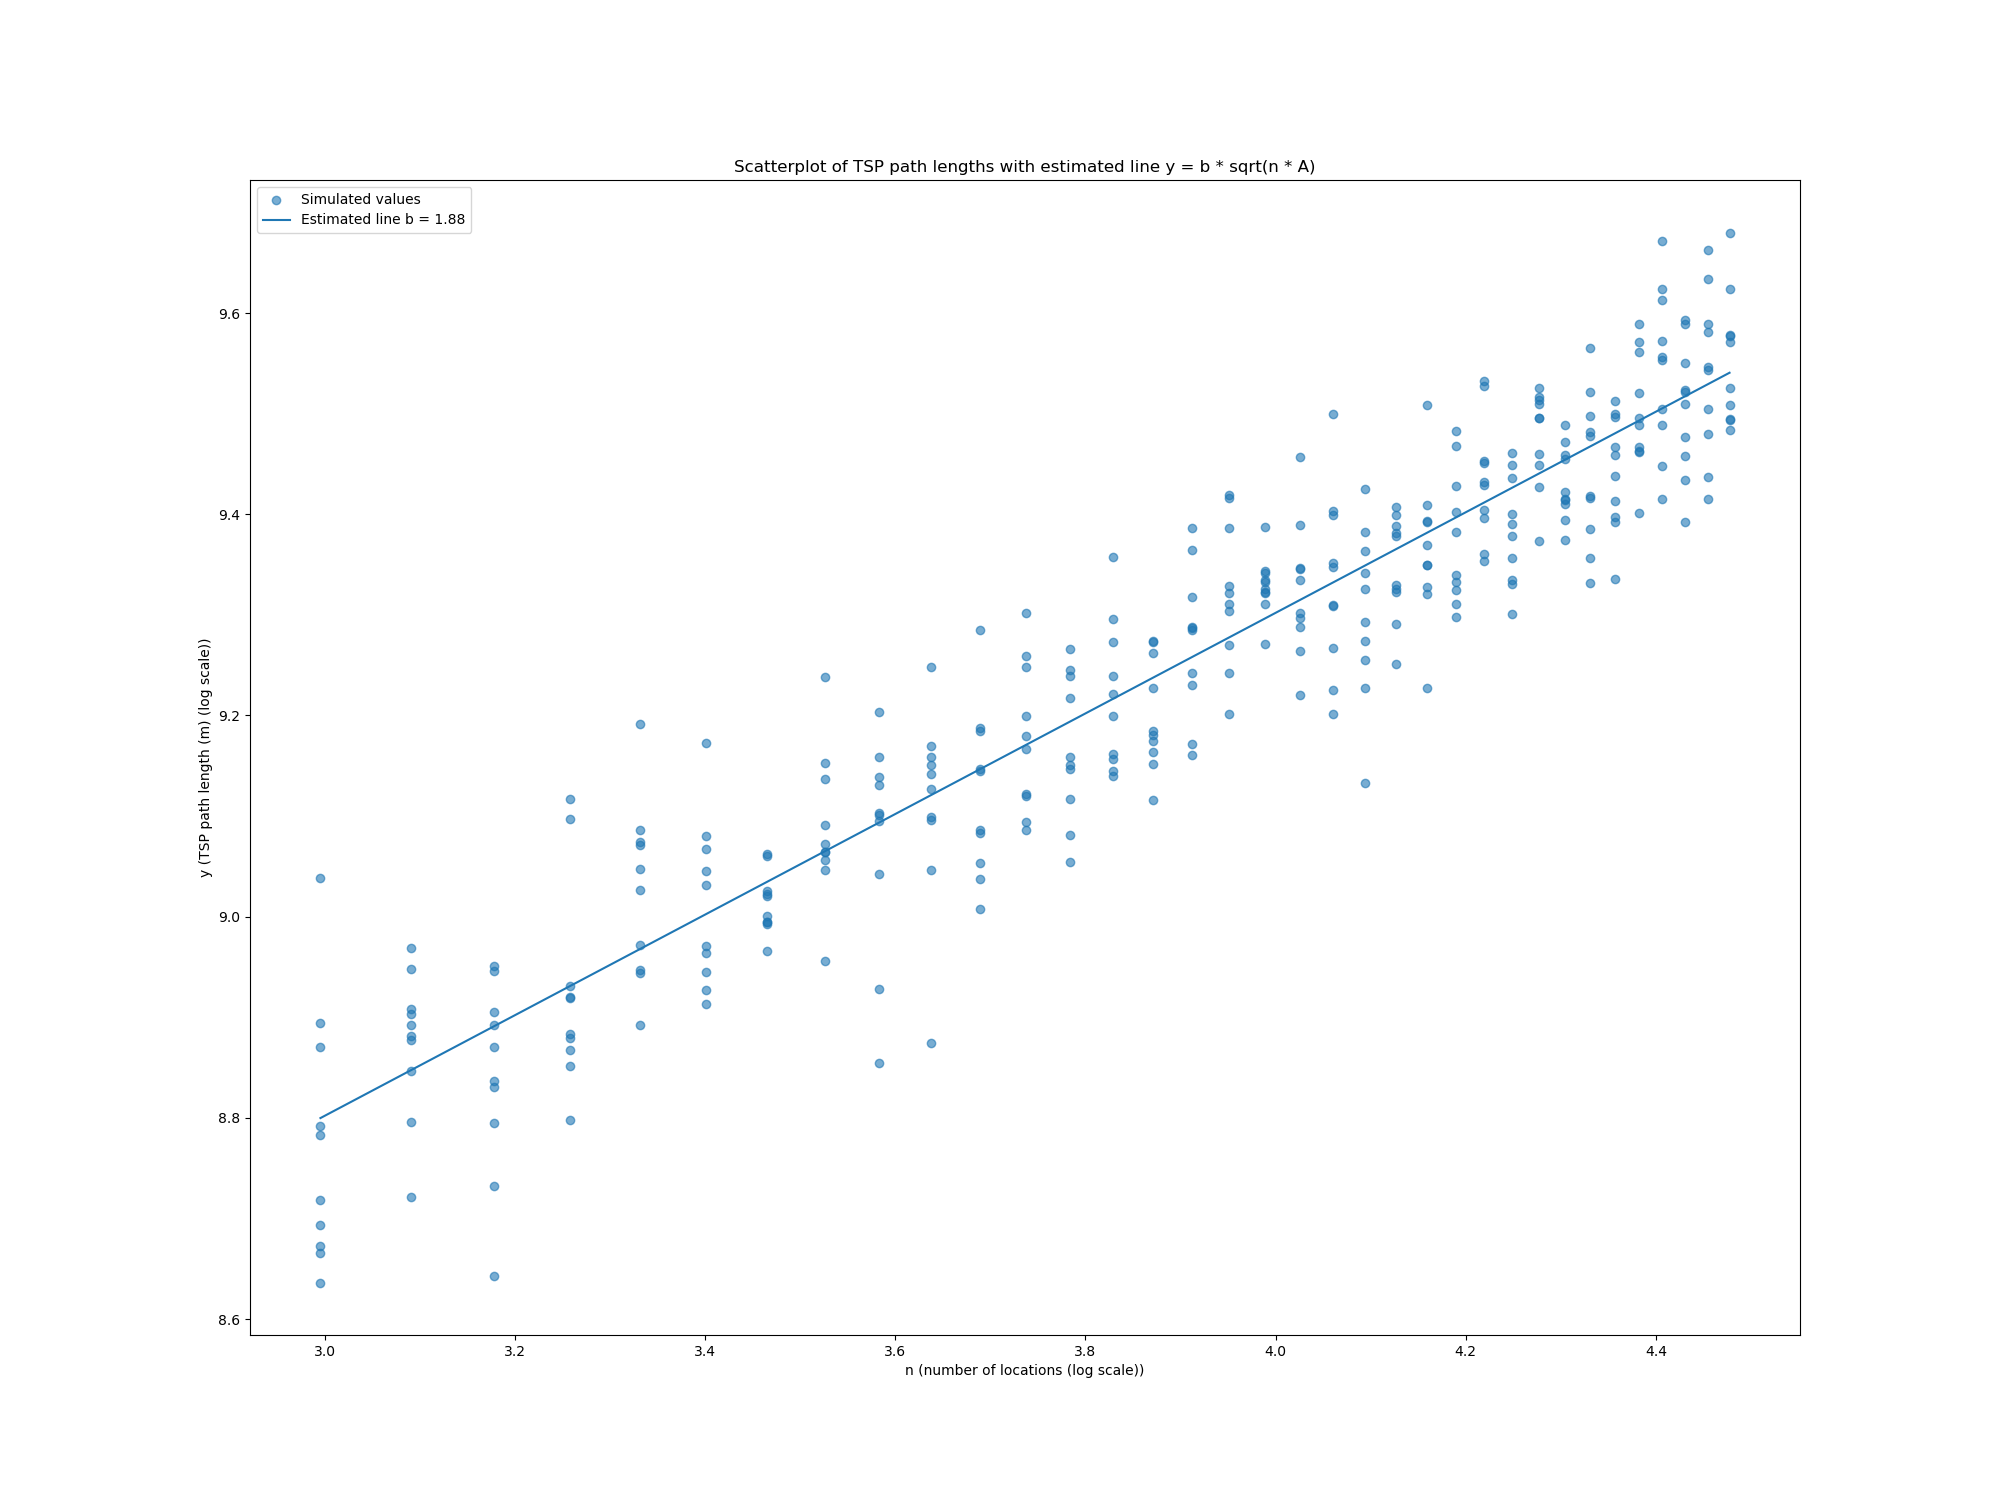 Scatterplot of TSP path lengths with estimated line y = b * sqrt(n * A)
Simulated values
Estimated line b = 1.88
9.6
9.4
9.2
9.0
8.8
8.6
y (TSP path length (m) (log scale))
3.0 3.2 3.4 3.6 3.8 4.0 4.2 4.4
n (number of locations (log scale))